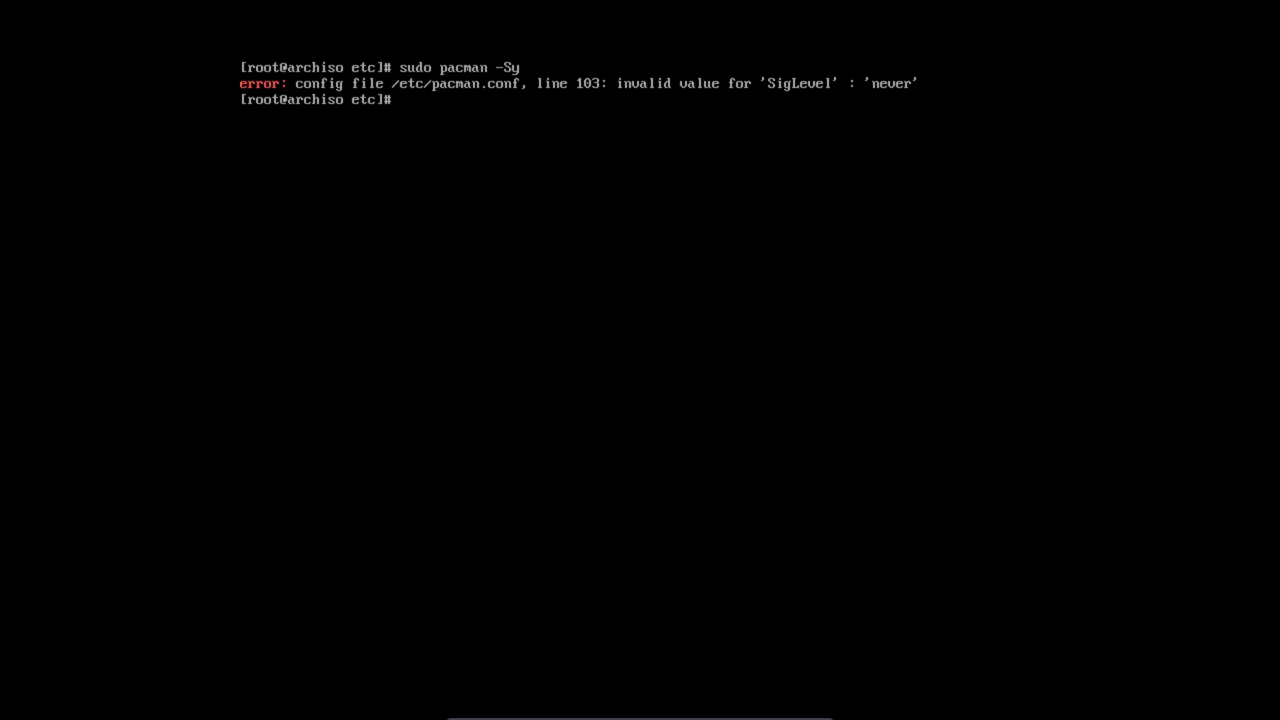 [root@archiso etc]# sudo pacman -Sy
error: config file /etc/pacman.conf, line 103: invalid value for 'SigLevel' : 'never'
[root@archiso etc]#